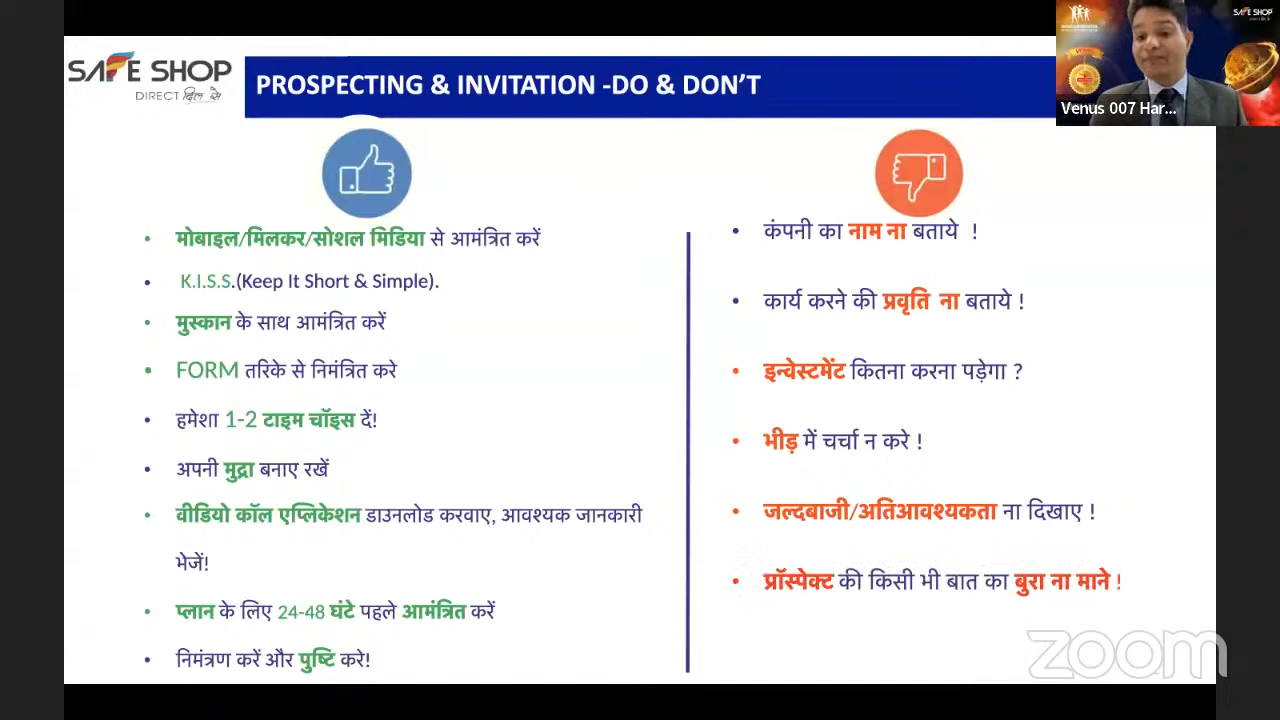 SAFE SHOP
DIRECT दिल से
PROSPECTING & INVITATION -DO & DON'T
SAFE SHOP
Venus 007 Har...
मोबाइल/मिलकर/सोशल मिडिया से आमंत्रित करें
K.I.S.S.(Keep It Short & Simple).
मुस्कान के साथ आमंत्रित करें
FORM तरिके से निमंत्रित करे
हमेशा 1-2 टाइम चॉइस दें!
अपनी मुद्रा बनाए रखें
वीडियो कॉल एप्लिकेशन डाउनलोड करवाए, आवश्यक जानकारी
भेजें!
प्लान के लिए 24-48 घंटे पहले आमंत्रित करें
निमंत्रण करें और पुष्टि करे!
कंपनी का नाम ना बताये !
कार्य करने की प्रवृति ना बताये !
इन्वेस्टमेंट कितना करना पड़ेगा ?
भीड़ में चर्चा न करे !
जल्दबाजी/अतिआवश्यकता ना दिखाए !
प्रॉस्पेक्ट की किसी भी बात का बुरा ना माने !
zoom